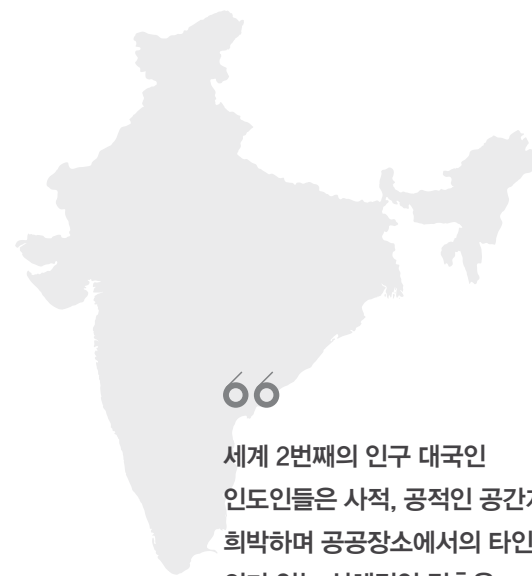 세계 2번째의 인구 대국인
인도인들은 사적, 공적인 공간
희박하며 공공장소에서의 타인